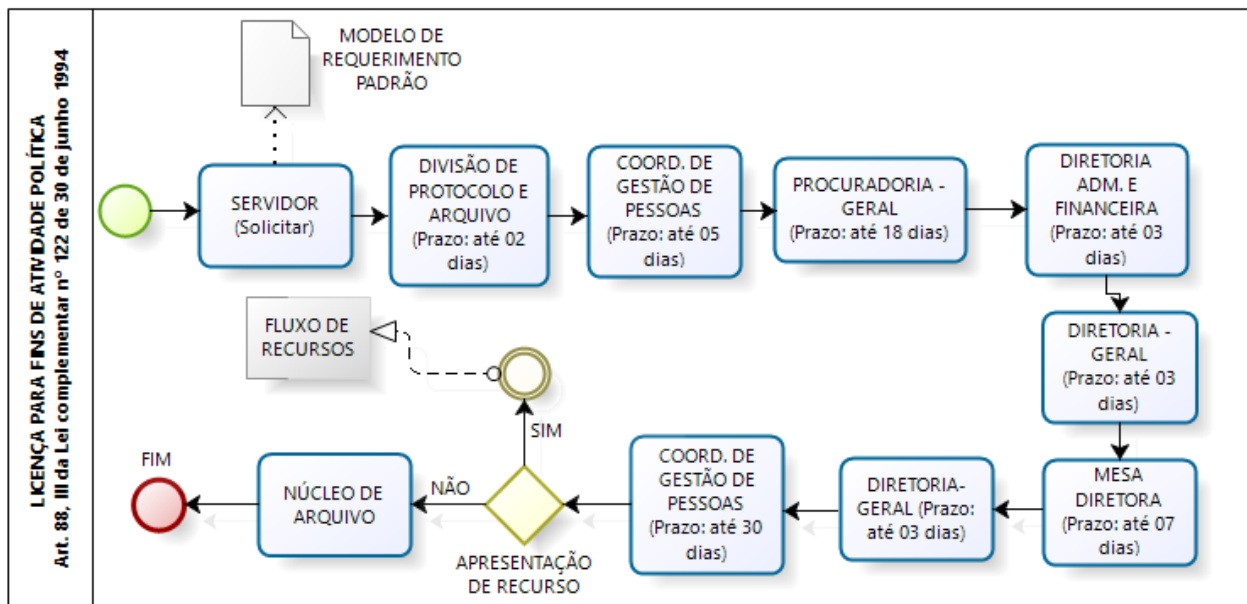 LICENÇA PARA FINS DE ATIVIDADE POLÍTICA
Art. 88, III da Lei complementar nº 122 de 30 de junho 1994
MODELO DE
REQUERIMENTO
PADRÃO
SERVIDOR
(Solicitar)
DIVISÃO DE
PROTOCOLO E
ARQUIVO
(Prazo: até 02
dias)
COORD. DE
GESTÃO DE
PESSOAS
(Prazo: até 05
dias)
PROCURADORIA -
GERAL
(Prazo: até 18 dias)
DIRETORIA
ADM. E
FINANCEIRA
(Prazo: até 03
dias)
DIRETORIA -
GERAL
(Prazo: até 03
dias)
MESA
DIRETORA
(Prazo: até 07
dias)
DIRETORIA-
GERAL (Prazo:
até 03 dias)
COORD. DE
GESTÃO DE
PESSOAS
(Prazo: até 30
dias)
APRESENTAÇÃO
DE RECURSO
SIM
FLUXO DE
RECURSOS
NÃO
NÚCLEO DE
ARQUIVO
FIM